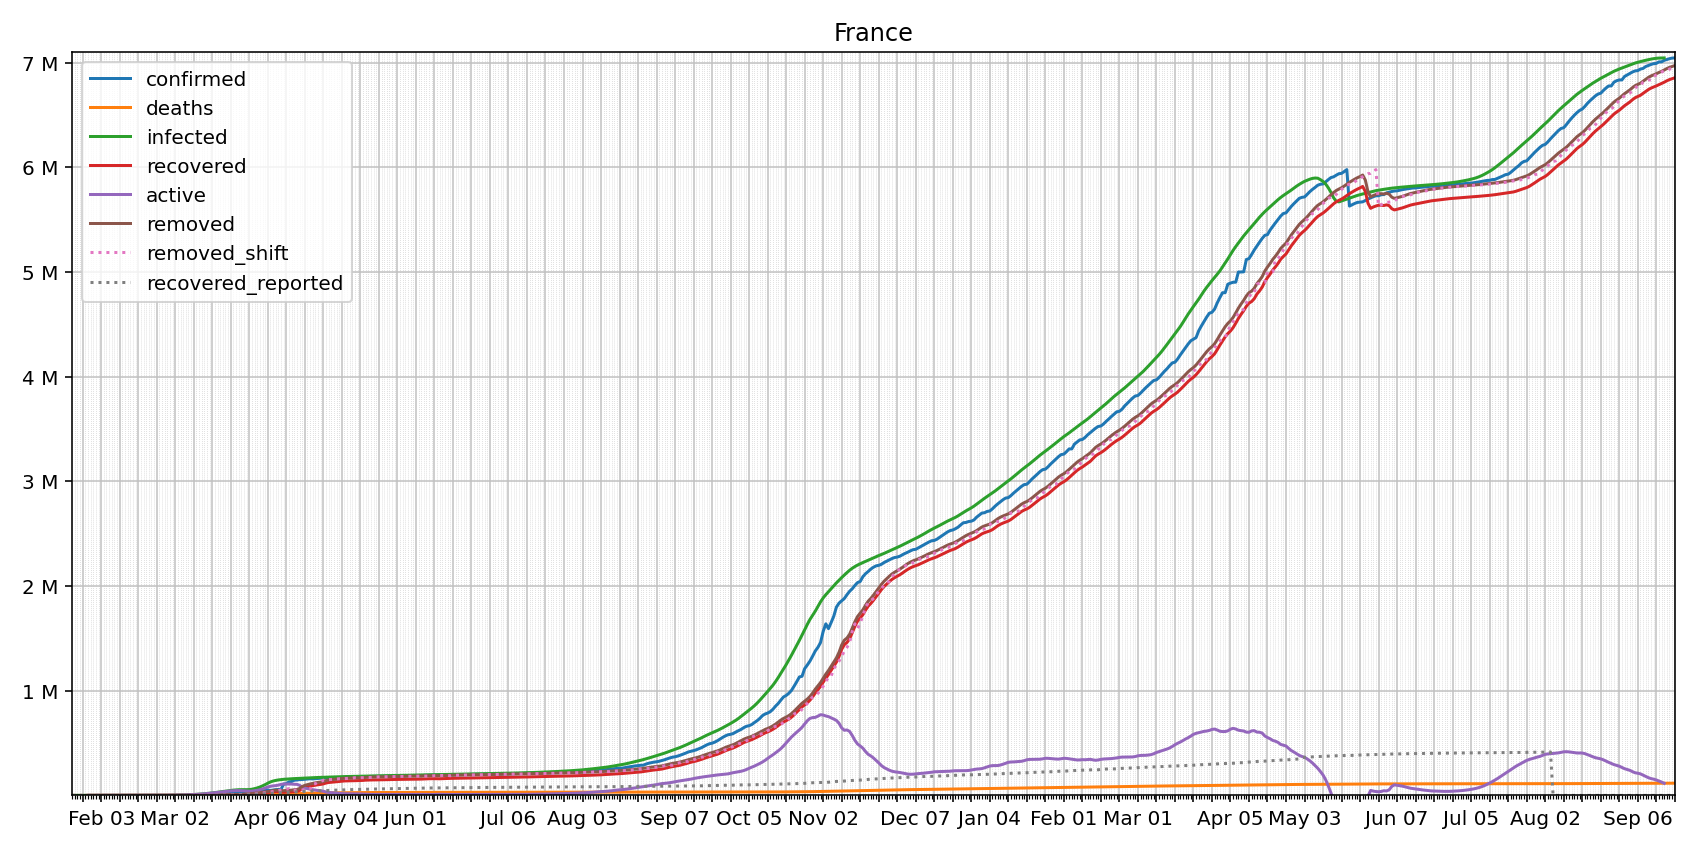 France
confirmed
deaths
infected
recovered
active
removed
removed_shift
recovered_reported
7 M
6 M
5 M
4 M
3 M
2 M
1 M
Feb 03 Mar 02 Apr 06 May 04 Jun 01 Jul 06 Aug 03 Sep 07 Oct 05 Nov 02 Dec 07 Jan 04 Feb 01 Mar 01 Apr 05 May 03 Jun 07 Jul 05 Aug 02 Sep 06